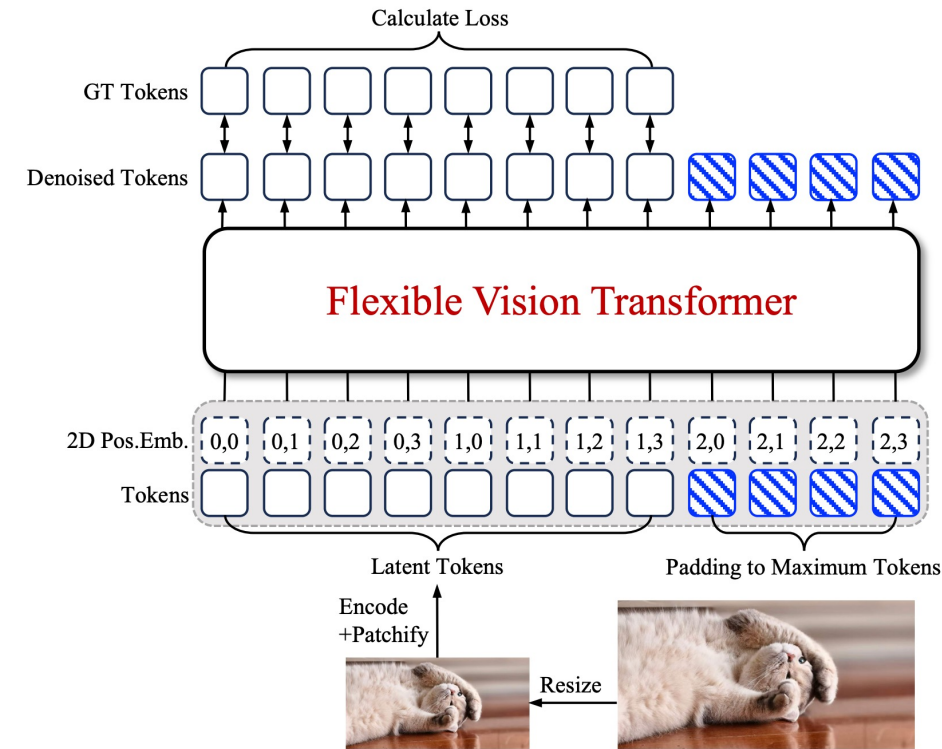 Calculate Loss
GT Tokens
Denoised Tokens
Flexible Vision Transformer
2D Pos.Emb. 0,0 0,1 0,2 0,3 1,0 1,1 1,2 1,3 2,0 2,1 2,2 2,3
Tokens
Latent Tokens
Padding to Maximum Tokens
Encode
+Patchify
Resize